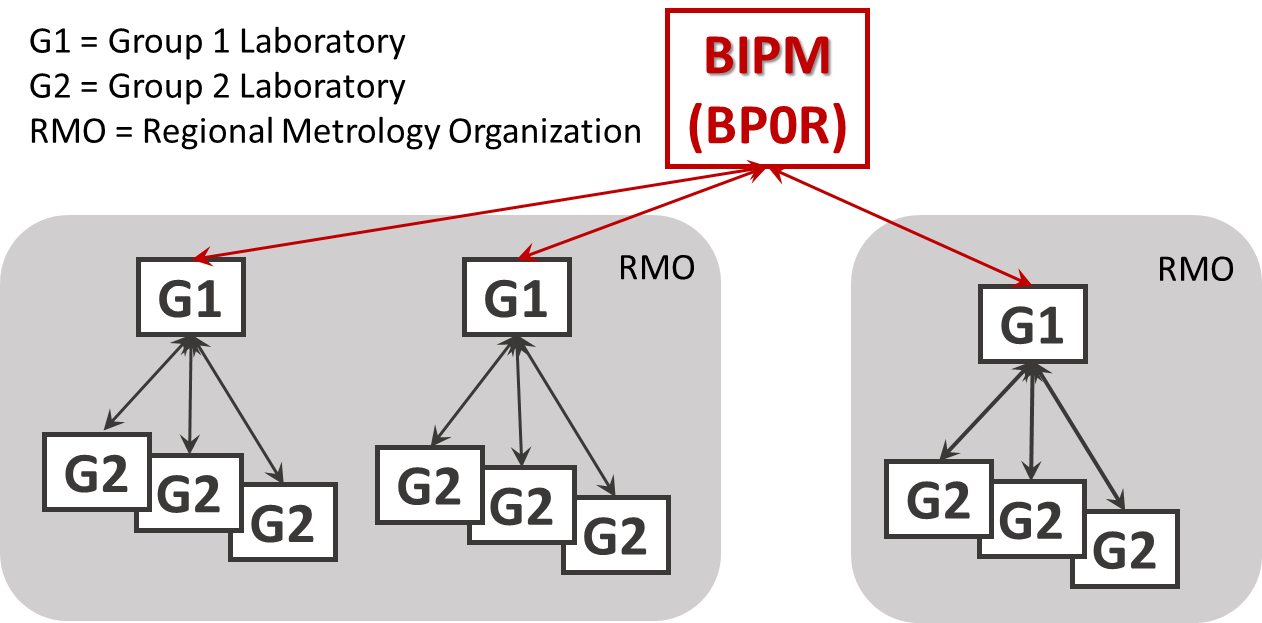 G1 = Group 1 Laboratory
G2 = Group 2 Laboratory
RMO = Regional Metrology Organization
BIPM
(BP0R)
RMO
G1
G1
G2
G2
G2
G2
G2
G2
RMO
G1
G2
G2
G2